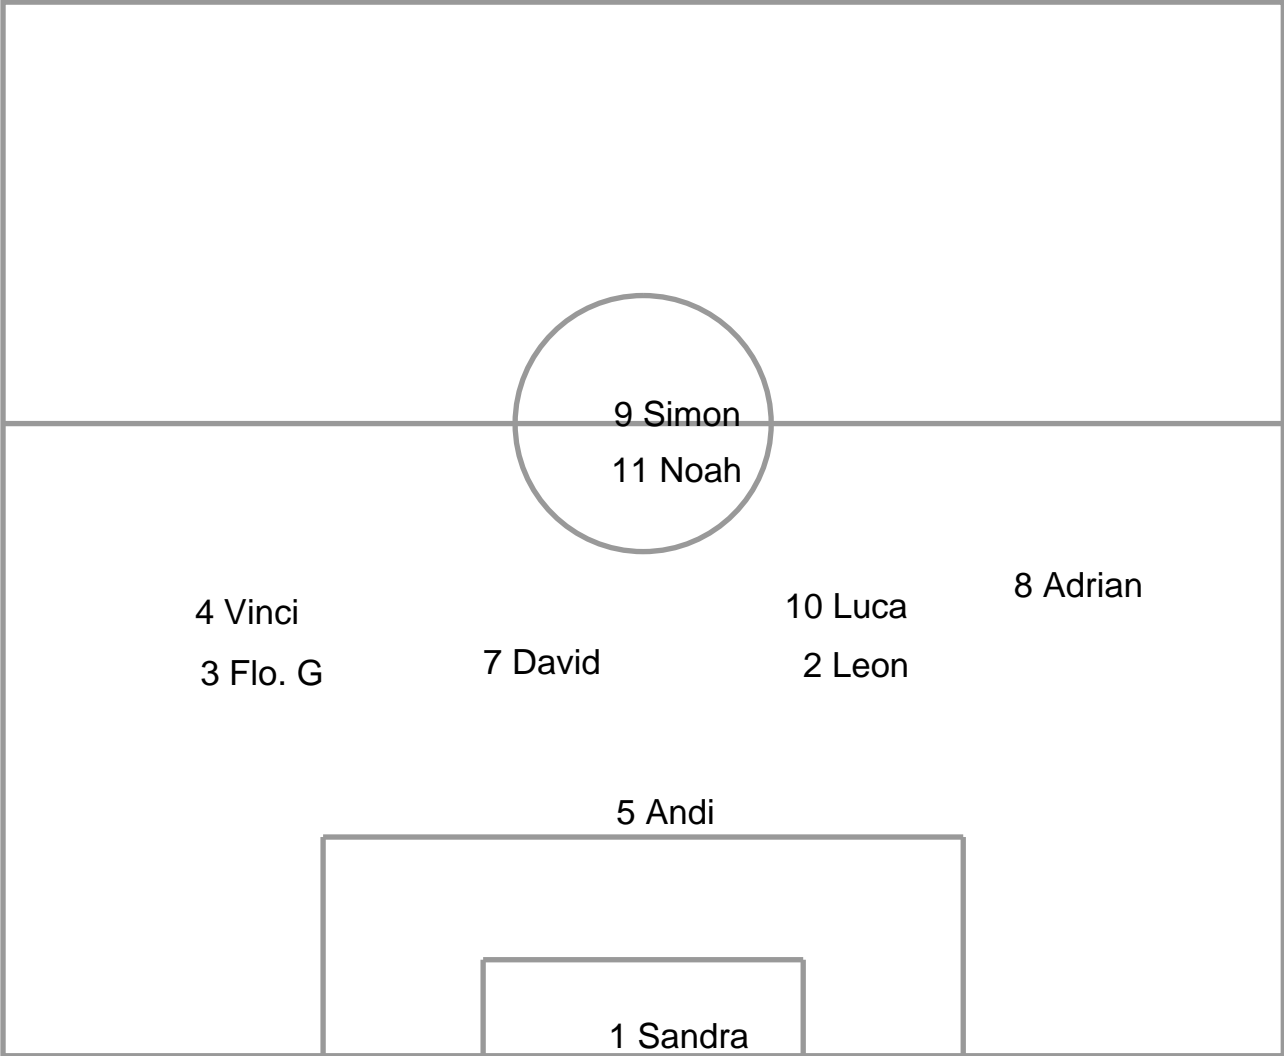 9 Simon
11 Noah
8 Adrian
10 Luca
4 Vinci
7 David
2 Leon
3 Flo. G
5 Andi
1 Sandra